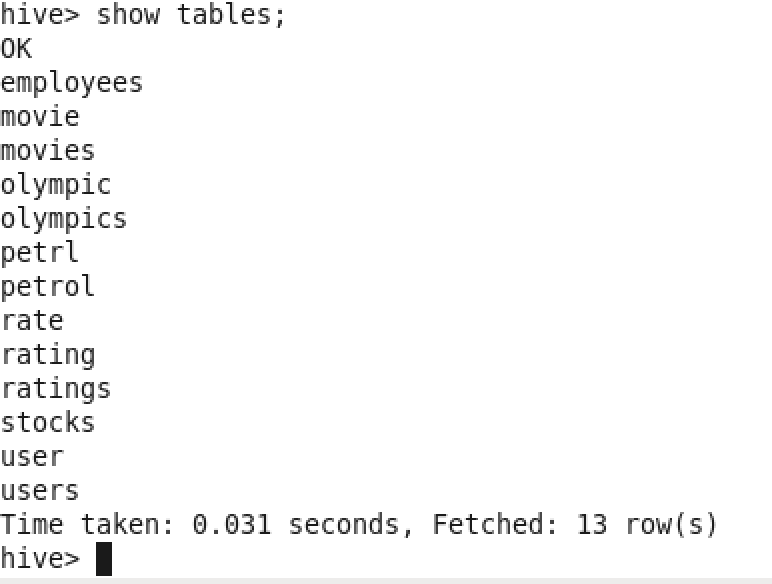 hive> show tables;
OK
employees
movie
movies
olympic
olympics
petrl
petrol
rate
rating
ratings
stocks
user
users
Time taken: 0.031 seconds, Fetched: 13 row(s)
hive>